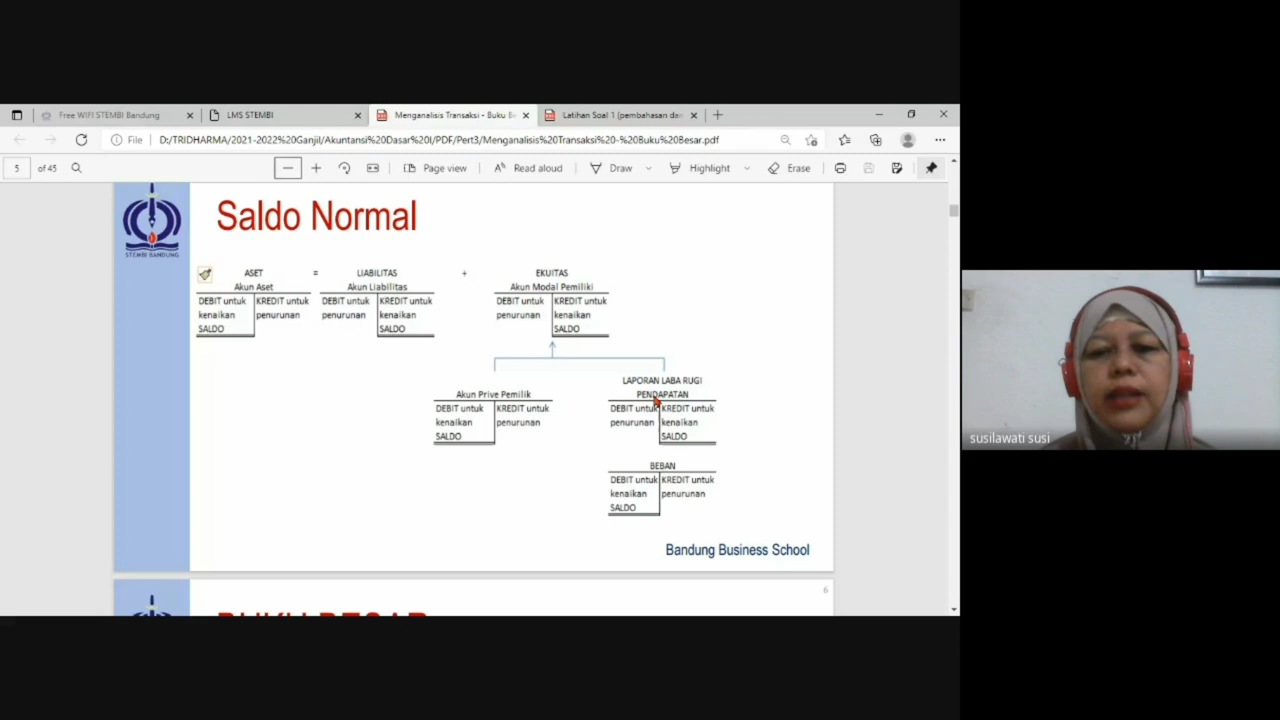 Free WIFI STEMBI Bandung
LMS STEMBI
Menganalisis Transaksi - Buku Be
Latihan Soal 1 (pembahasan dan
File
D:/TRIDHARMA/2021-2022%20Ganjil/Akuntansi%20Dasar%20I/PDF/Pert3/Menganalisis%20Transaksi%20-%20Buku%20Besar.pdf
5 of 45
Page view
Read aloud
Draw
Highlight
Erase
STEMBI BANDUNG
Saldo Normal
ASET = LIABILITAS + EKUITAS
Akun Aset Akun Liabilitas Akun Modal Pemiliki
DEBIT untuk KREDIT untuk DEBIT untuk KREDIT untuk DEBIT untuk KREDIT untuk
kenaikan penurunan penurunan kenaikan penurunan kenaikan
SALDO SALDO SALDO
LAPORAN LABA RUGI
Akun Prive Pemilik PENDAPATAN
DEBIT untuk KREDIT untuk DEBIT untuk KREDIT untuk
kenaikan penurunan penurunan kenaikan
SALDO SALDO
BEBAN
DEBIT untuk KREDIT untuk
kenaikan penurunan
SALDO
Bandung Business School
6
susilawati susi